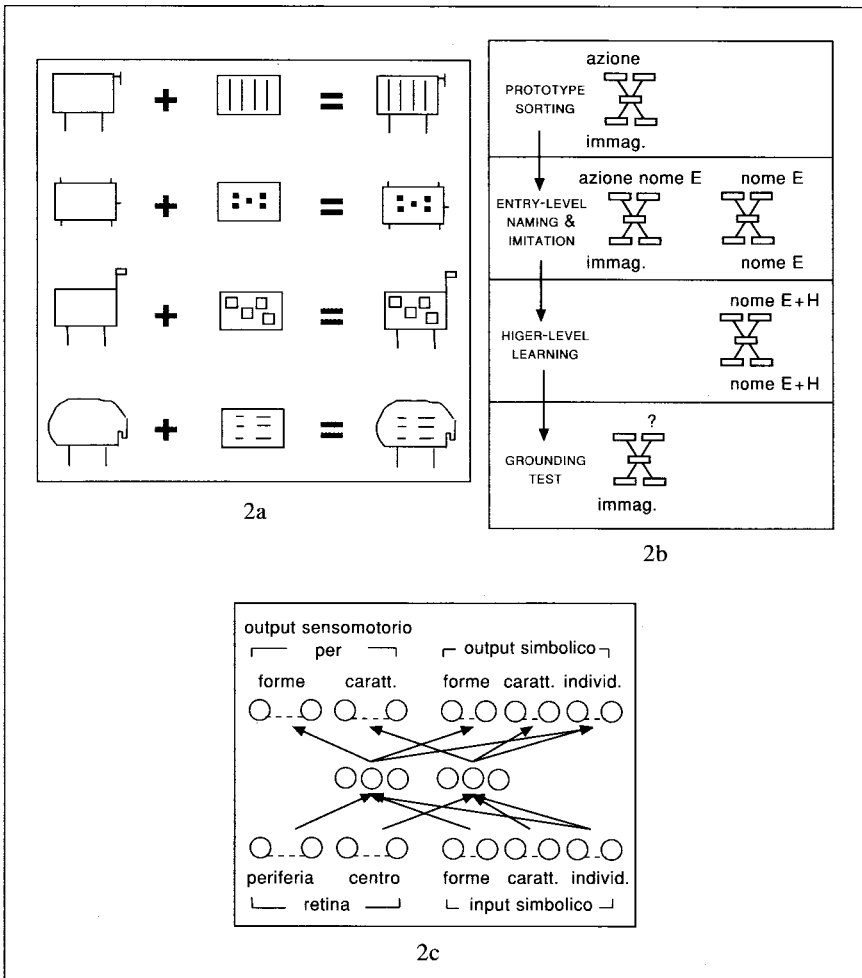 + =
+ =
+ =
+ =
2a
azione
PROTOTYPE
SORTING
immag.
azione nome E nome E
ENTRY-LEVEL
NAMING &
IMITATION
immag. nome E
nome E+H
HIGER-LEVEL
LEARNING
nome E+H
?
GROUNDING
TEST
immag.
2b
output sensomotorio
per output simbolico
forme caratt. forme caratt. individ.
periferia centro forme caratt. individ.
retina input simbolico
2c